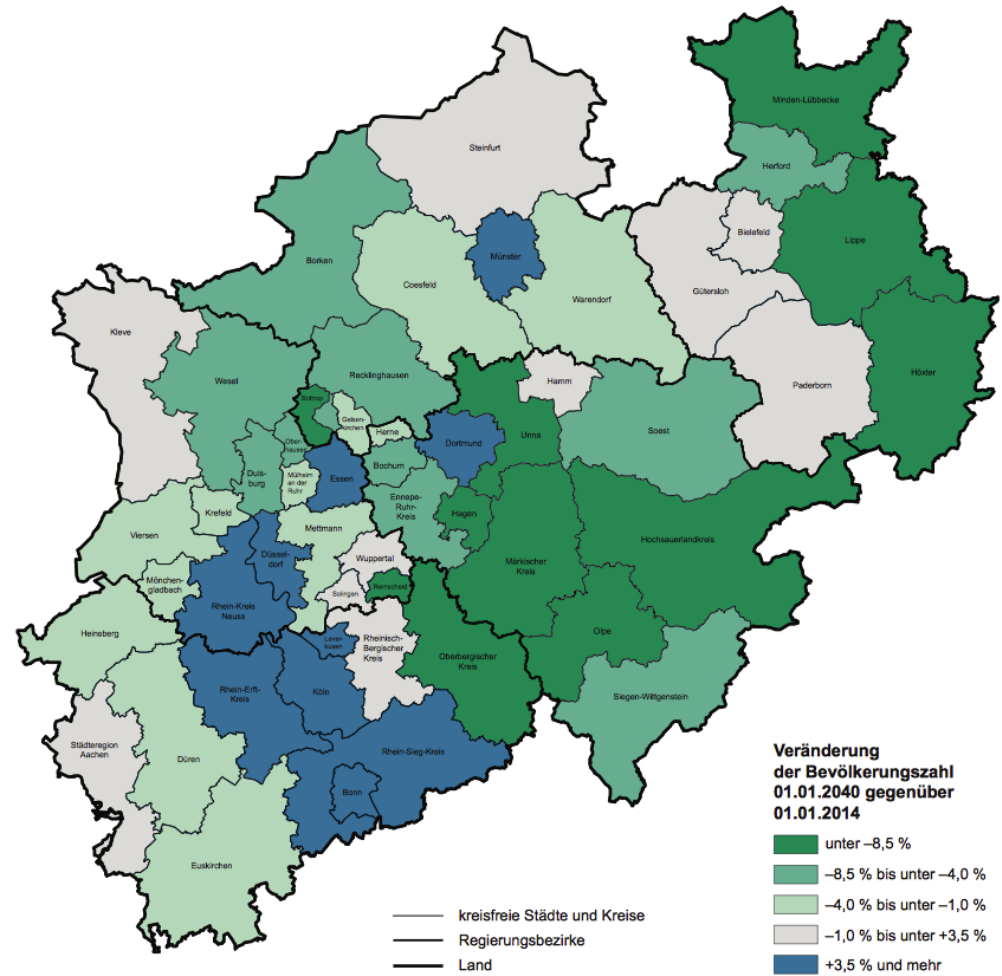 Minden-Lübbecke
Steinfurt
Herford
Bielefeld
Lippe
Borken
Münster
Coesfeld
Gütersloh
Warendorf
Kleve
Höxter
Paderborn
Recklinghausen
Wesel
Hamm
Bottrop
Gelsen-
kirchen
Soest
Herne
Dortmund
Unna
Ober-
hausen
Bochum
Duis-
burg
Mülheim
an der
Ruhr
Essen
Ennepe-
Ruhr-
Kreis
Hagen
Krefeld
Mettmann
Viersen
Hochsauerlandkreis
Düssel-
dorf
Wuppertal
Märkischer
Kreis
Mönchen-
gladbach
Remscheid
Solingen
Rhein-Kreis
Neuss
Heinsberg
Lever-
kusen
Rheinisch-
Bergischer
Kreis
Olpe
Oberbergischer
Kreis
Rhein-Erft-
Kreis
Köln
Siegen-Wittgenstein
Städteregion
Aachen
Rhein-Sieg-Kreis
Düren
Bonn
Euskirchen
Veränderung
der Bevölkerungszahl
01.01.2040 gegenüber
01.01.2014
unter –8,5 %
–8,5 % bis unter –4,0 %
–4,0 % bis unter –1,0 %
–1,0 % bis unter +3,5 %
+3,5 % und mehr
kreisfreie Städte und Kreise
Regierungsbezirke
Land